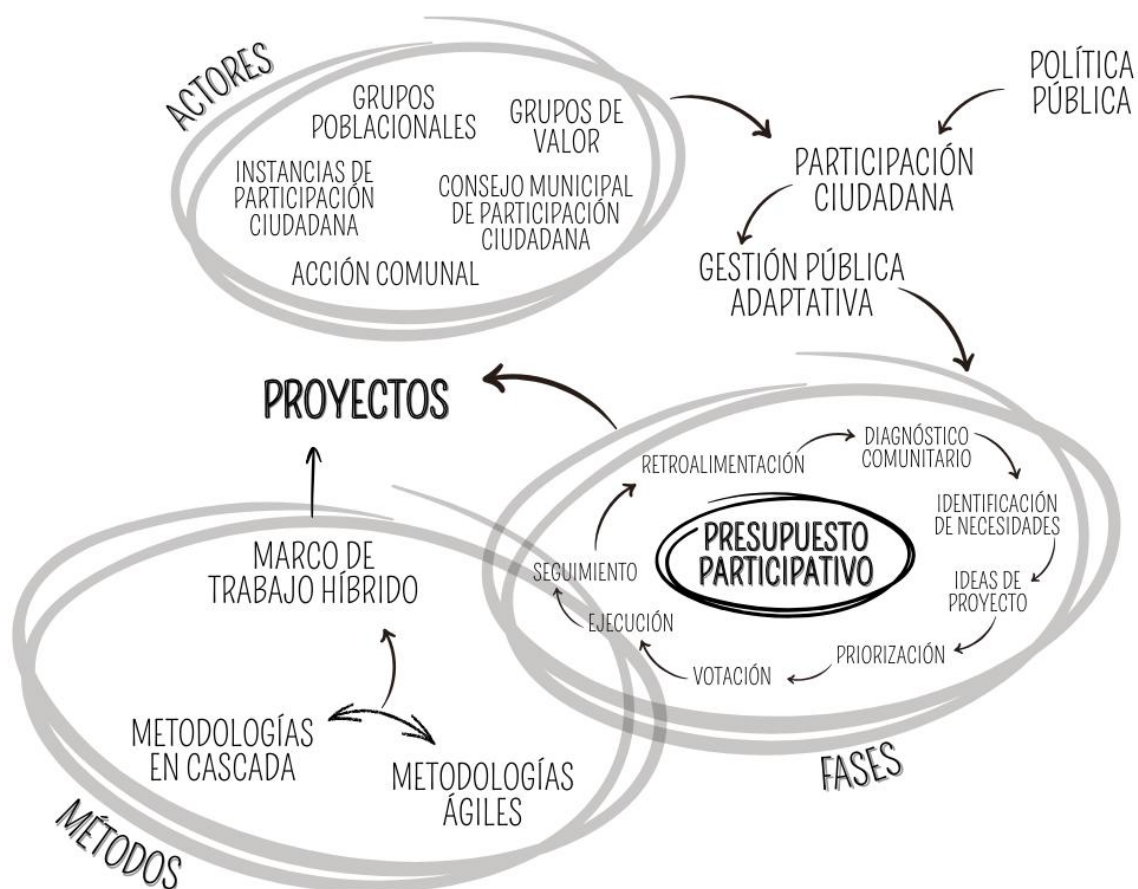 ACTORES
GRUPOS
POBLACIONALES
GRUPOS DE
VALOR
INSTANCIAS DE
PARTICIPACIÓN
CIUDADANA
CONSEJO MUNICIPAL
DE PARTICIPACIÓN
CIUDADANA
ACCIÓN COMUNAL
POLÍTICA
PÚBLICA
PARTICIPACIÓN
CIUDADANA
GESTIÓN PÚBLICA
ADAPTATIVA
PROYECTOS
RETROALIMENTACIÓN
DIAGNÓSTICO
COMUNITARIO
IDENTIFICACIÓN
DE NECESIDADES
IDEAS DE
PROYECTO
PRIORIZACIÓN
VOTACIÓN
EJECUCIÓN
SEGUIMIENTO
PRESUPUESTO
PARTICIPATIVO
FASES
MARCO DE
TRABAJO HÍBRIDO
METODOLOGÍAS
EN CASCADA
METODOLOGÍAS
ÁGILES
MÉTODOS